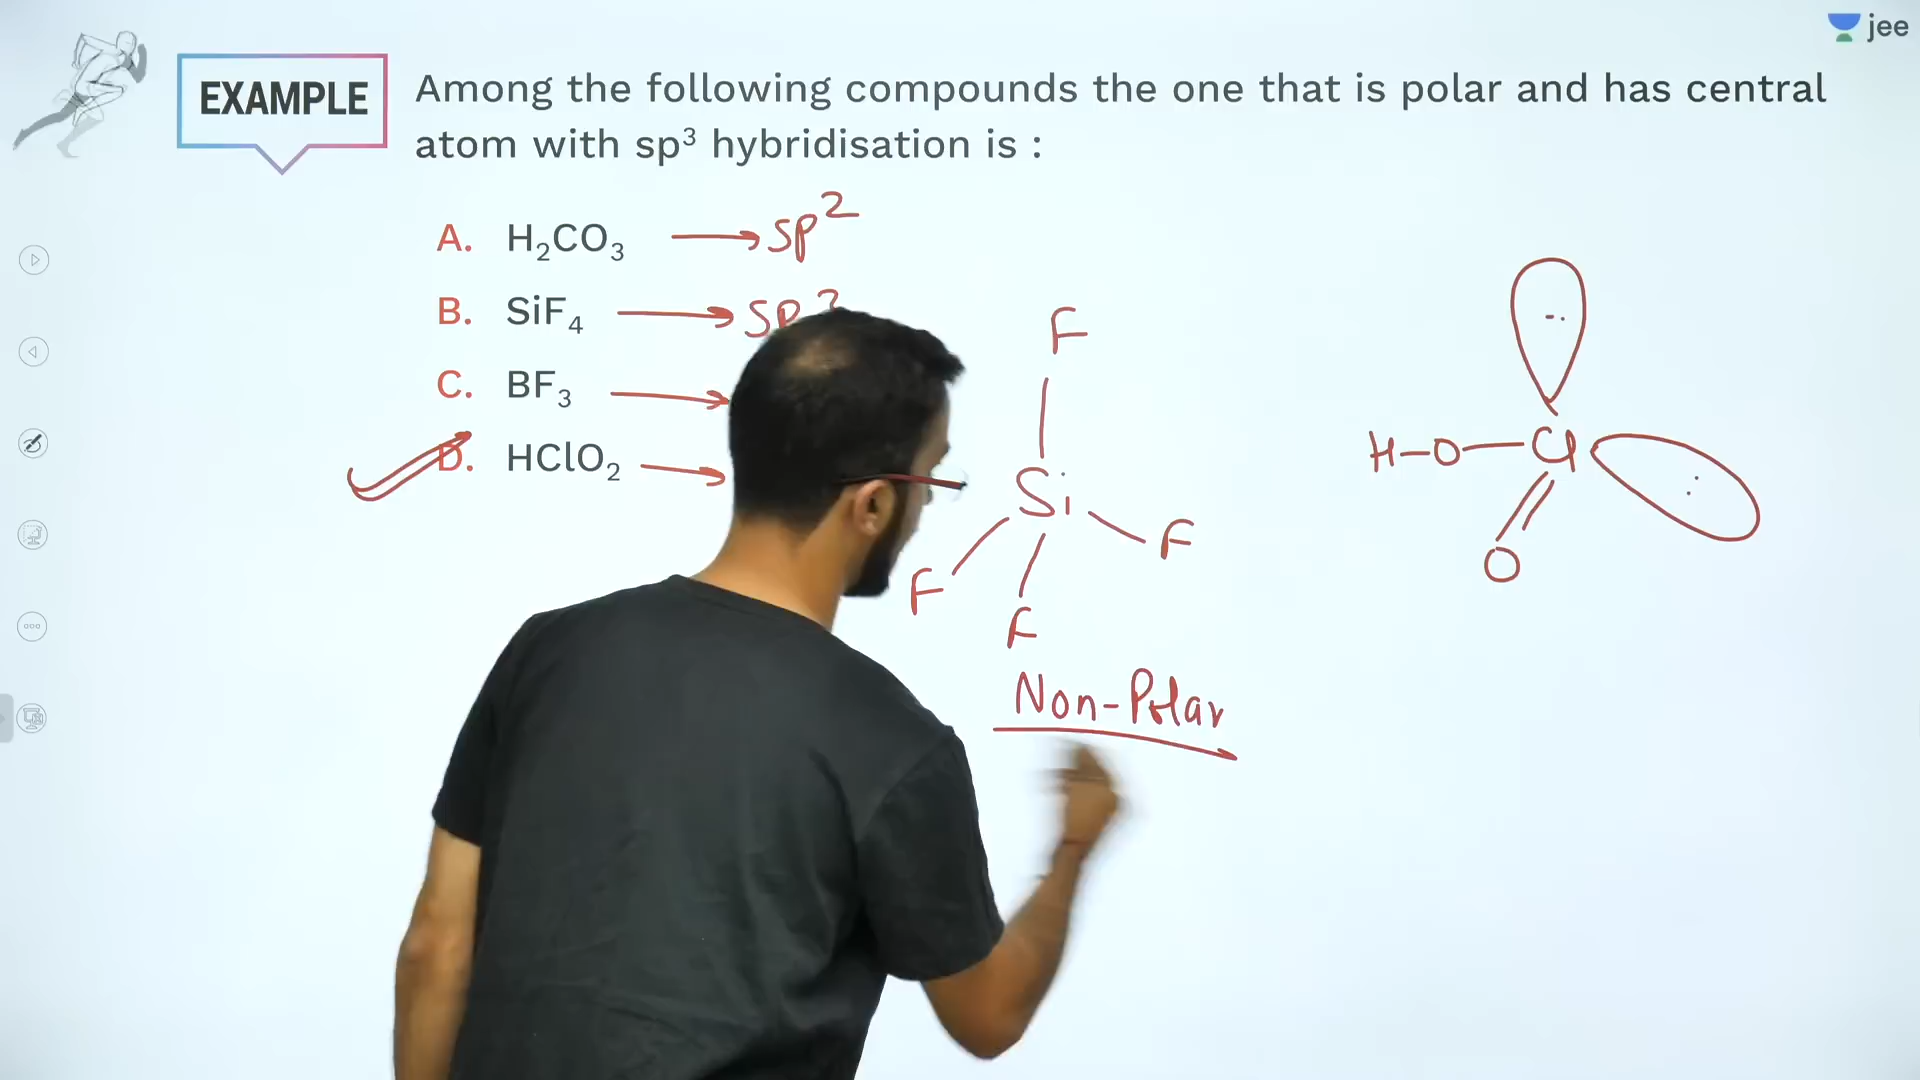 jee
EXAMPLE
Among the following compounds the one that is polar and has central
atom with sp³ hybridisation is :
A. H₂CO₃ → sp²
B. SiF₄ →
C. BF₃ →
D. HClO₂ →
F
Si
F
F
F
Non-Polar
H-O-Cl
O